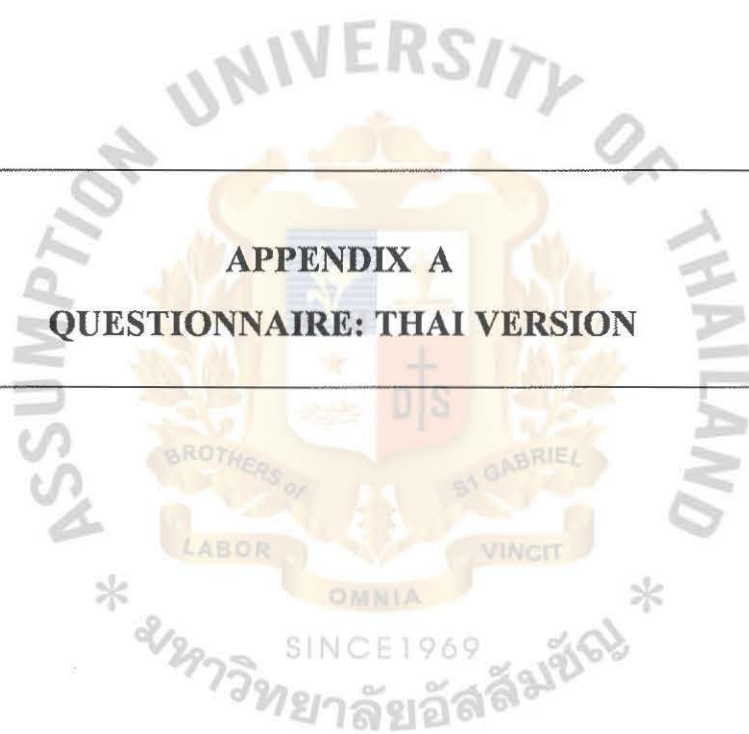 ASSUMPTION UNIVERSITY OF THAILAND
APPENDIX A
QUESTIONNAIRE: THAI VERSION
DS
BROTHERS of ST GABRIEL
LABOR
VINCIT
OMNIA
SINCE1969
* มหาวิทยาลัยอัสสัมชัญ *